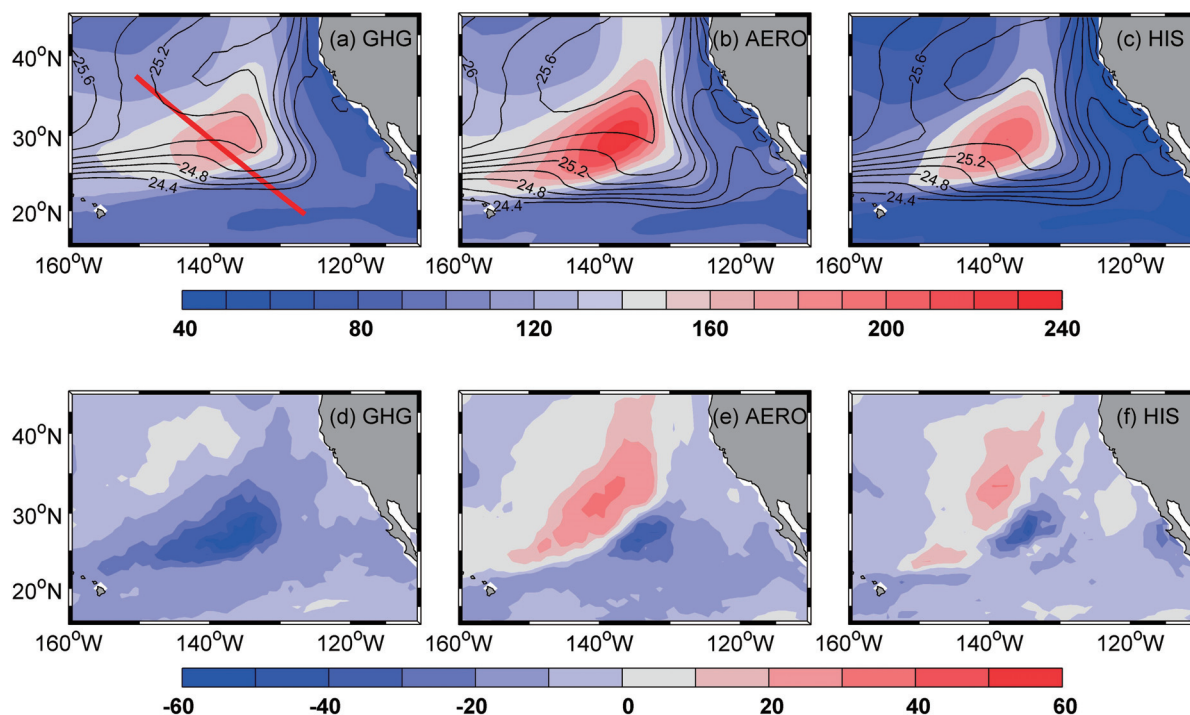 (a) GHG
(b) AERO
(c) HIS
40°N
30°N
20°N
25.6
25.2
25.2
24.8
24.4
26
25.6
25.2
24.8
24.4
25.6
25.2
24.8
24.4
160°W 140°W 120°W
160°W 140°W 120°W
160°W 140°W 120°W
40 80 120 160 200 240
(d) GHG
(e) AERO
(f) HIS
40°N
30°N
20°N
160°W 140°W 120°W
160°W 140°W 120°W
160°W 140°W 120°W
-60 -40 -20 0 20 40 60